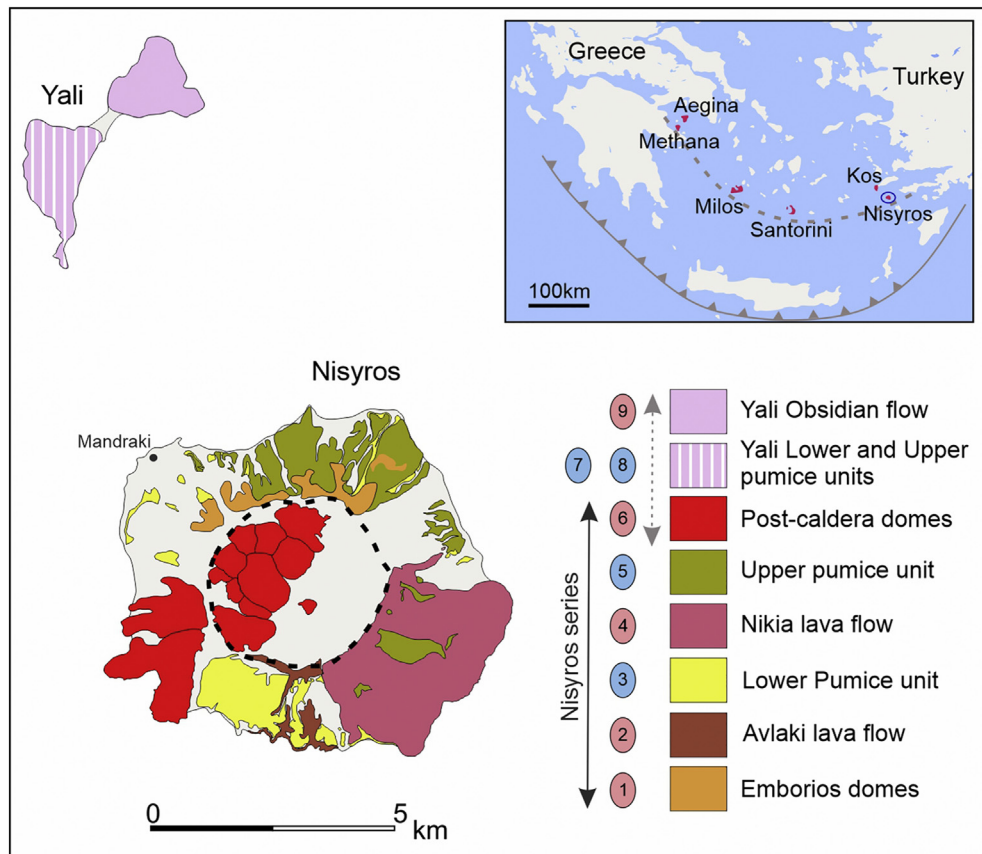 Yali
Greece
Turkey
Aegina
Methana
Kos
Milos
Nisyros
Santorini
100km
Nisyros
Mandraki
9
Yali Obsidian flow
7
8
Yali Lower and Upper
pumice units
6
Post-caldera domes
5
Upper pumice unit
4
Nikia lava flow
3
Lower Pumice unit
2
Avlaki lava flow
1
Emborios domes
Nisyros series
0
5
km